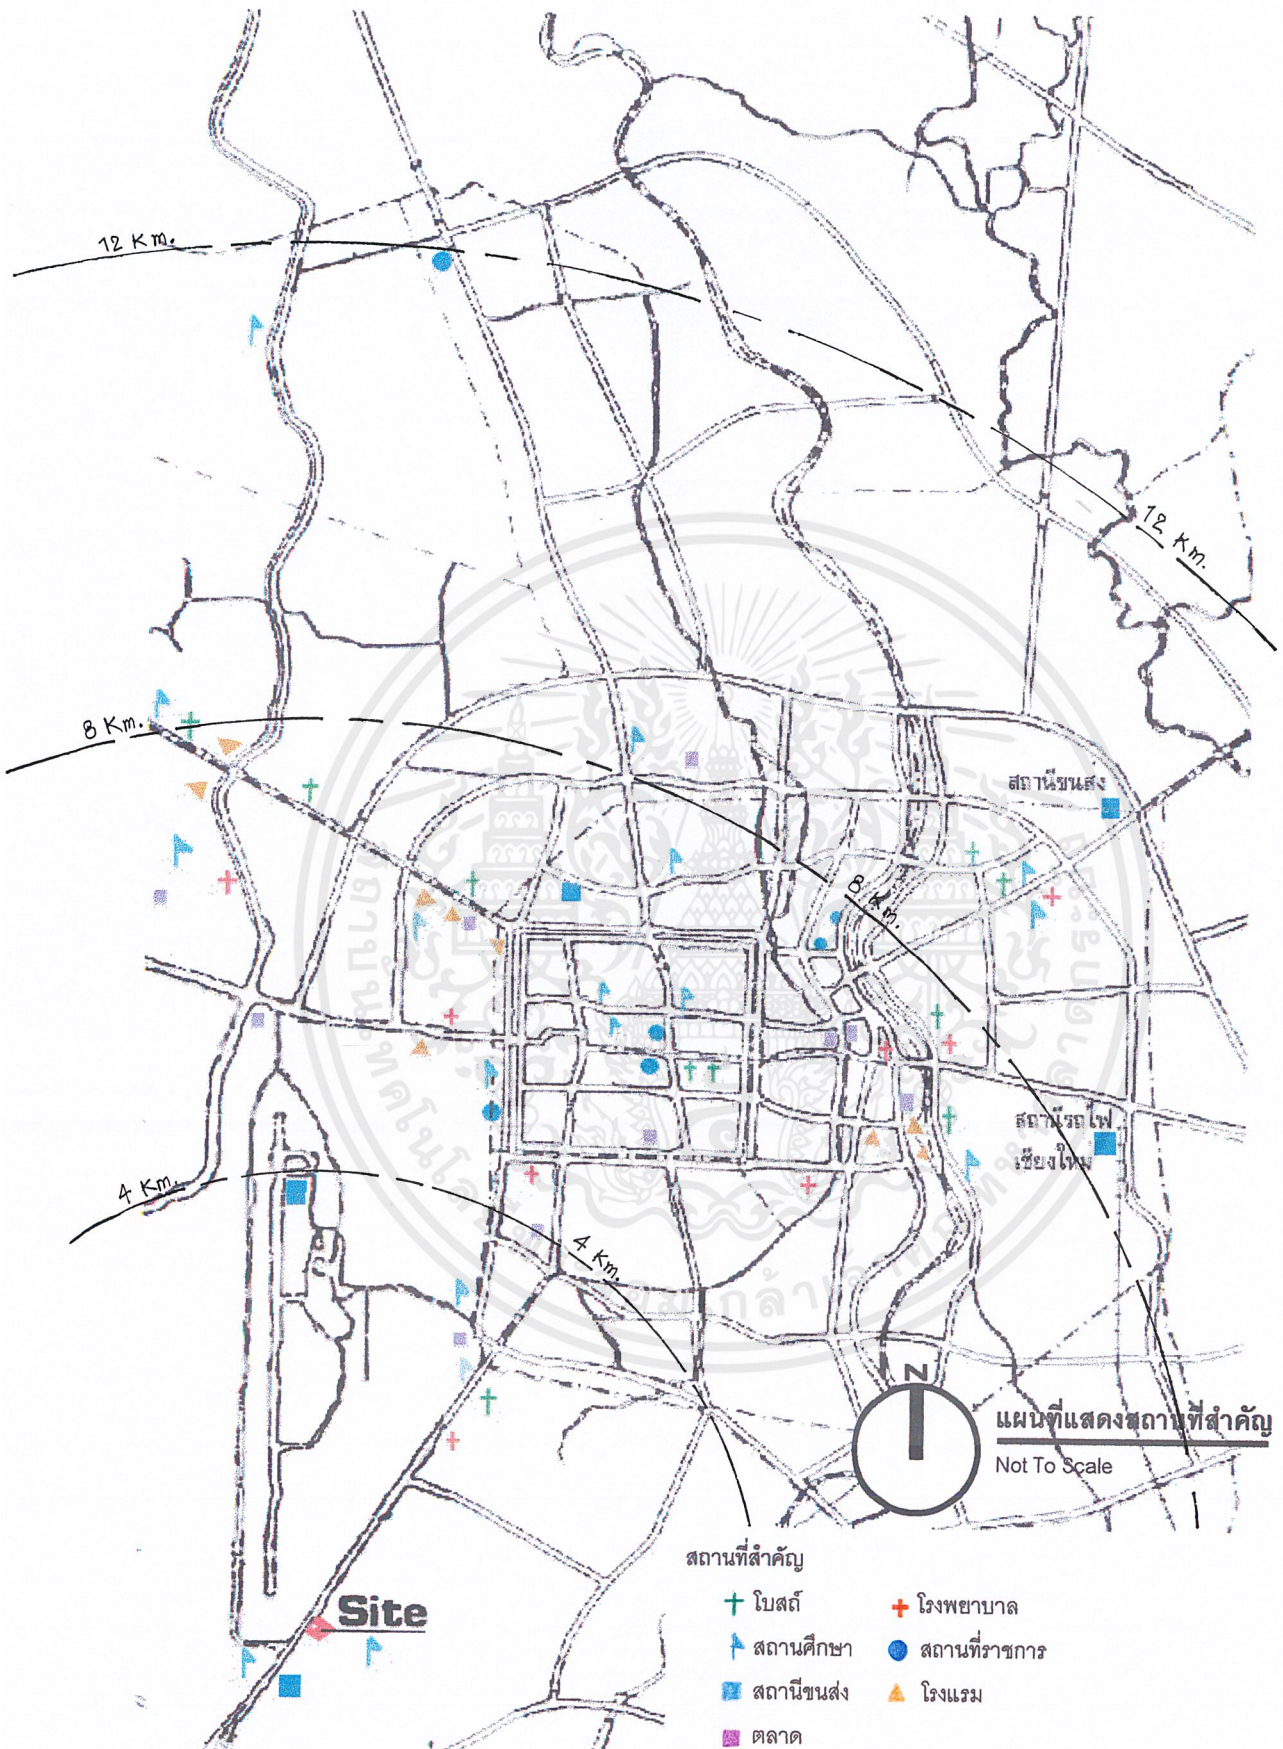 12 Km.
12 Km.
8 Km.
สถานีขนส่ง
8 Km.
สถานีรถไฟ
เชียงใหม่
4 Km.
4 Km.
N
แผนที่แสดงสถานที่สำคัญ
Not To Scale
สถานที่สำคัญ
โบสถ์
โรงพยาบาล
สถานศึกษา
สถานที่ราชการ
สถานีขนส่ง
โรงแรม
ตลาด
Site